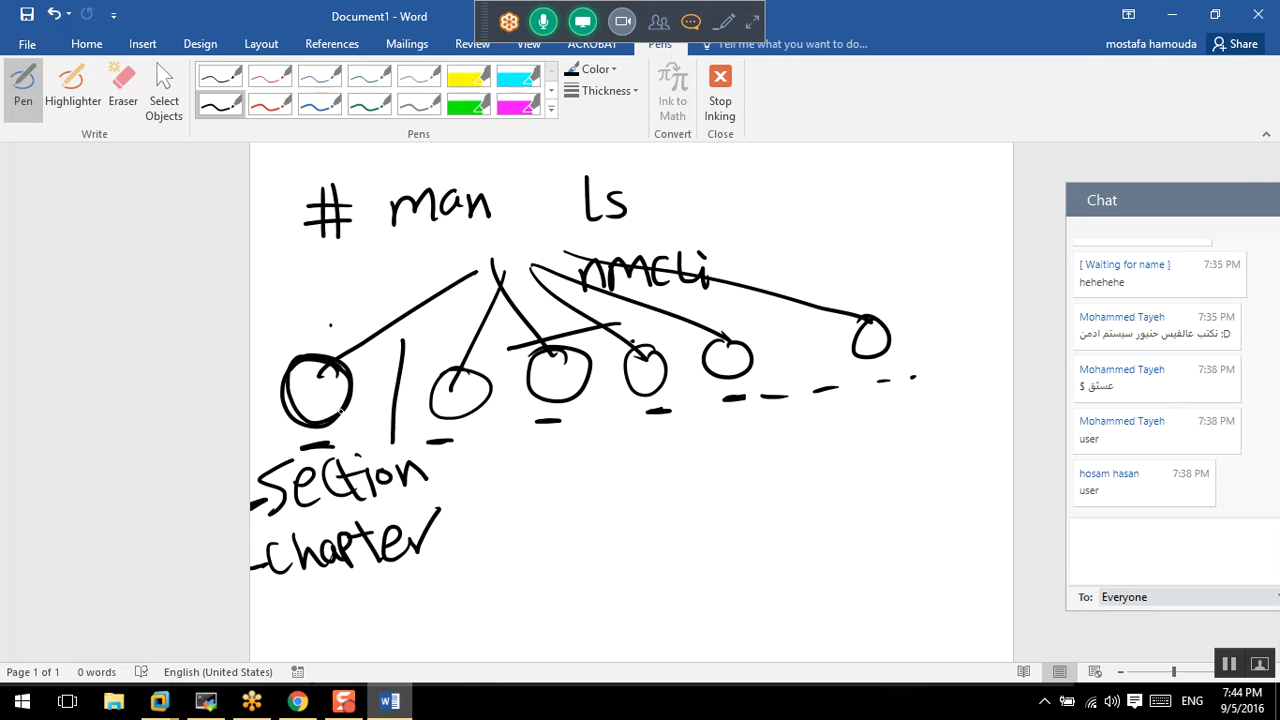 Document1 - Word
File Home Insert Design Layout References Mailings Review View ACROBAT Pens Tell me what you want to do... mostafa hamouda Share
Pen Highlighter Eraser Select Objects
Color
Thickness
Ink to Math
Stop Inking
Write Pens Convert Close
# man ls
nmcli
-section
-chapter
Chat
[ Waiting for name ] 7:35 PM
hehehehe
Mohammed Tayeh 7:35 PM
نكتب عالفيس جنيور سيستم ادمن :D
Mohammed Tayeh 7:38 PM
$ عسئق
Mohammed Tayeh 7:38 PM
user
hosam hasan 7:38 PM
user
To: Everyone
Page 1 of 1 0 words English (United States)
ENG 7:44 PM
9/5/2016